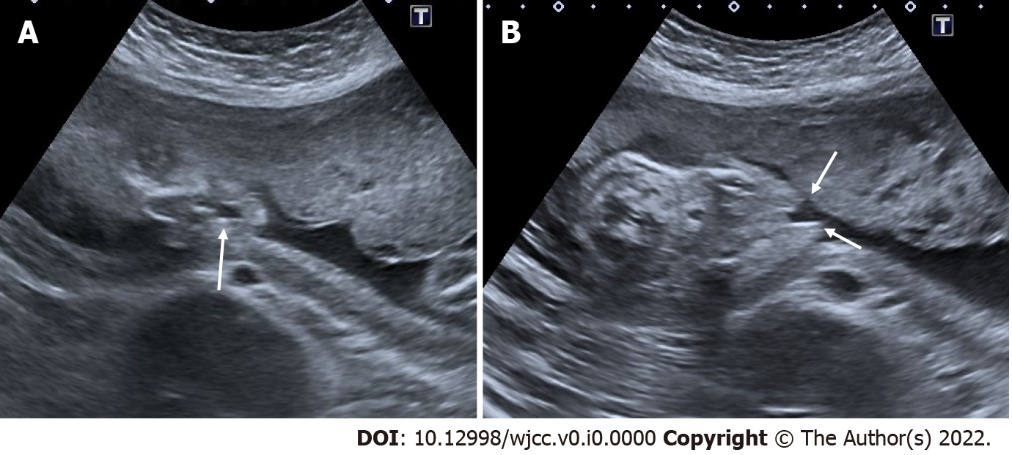 A
T
B
T
DOI: 10.12998/wjcc.v0.i0.0000 Copyright © The Author(s) 2022.